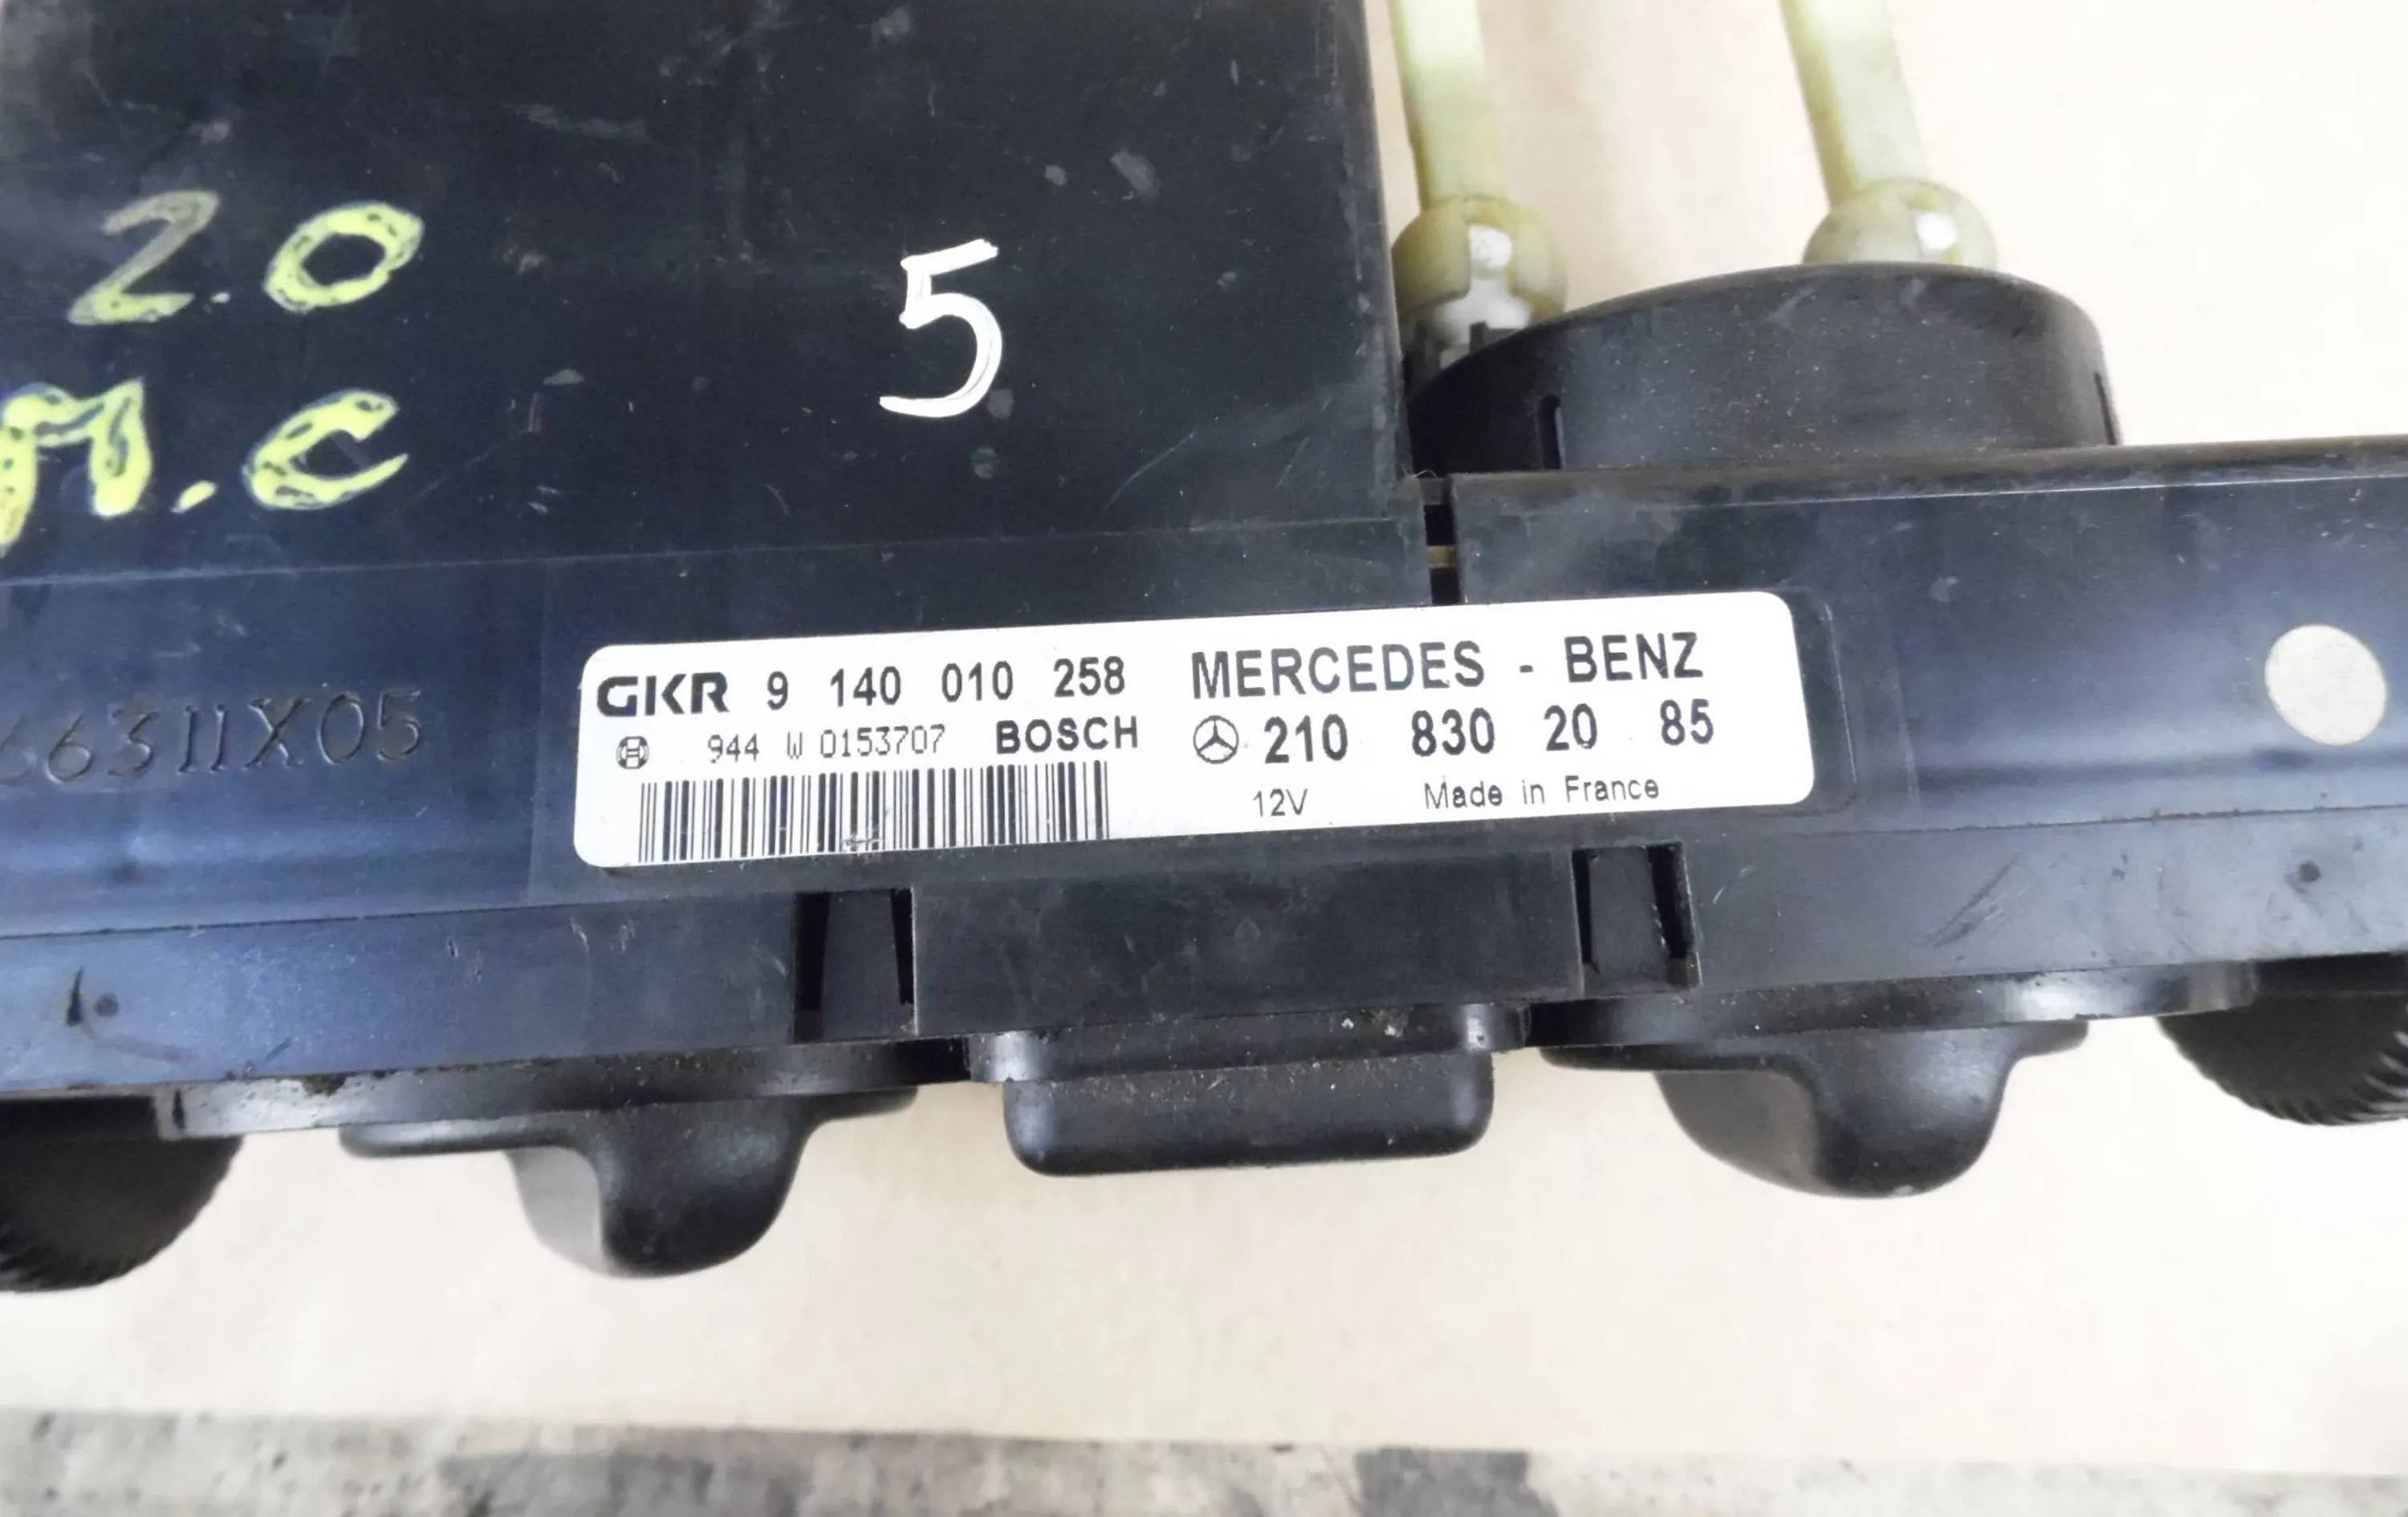 2.0
м.с
5
GKR 9 140 010 258 MERCEDES - BENZ
944 W 0153707 BOSCH 210 830 20 85
12V Made in France
66311X05